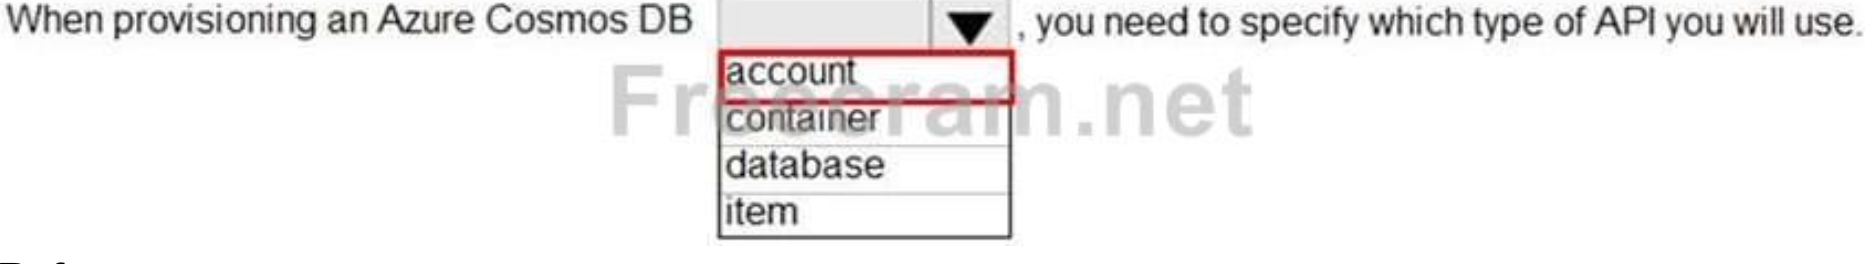 When provisioning an Azure Cosmos DB , you need to specify which type of API you will use.
account
Freecram.net
container
database
item